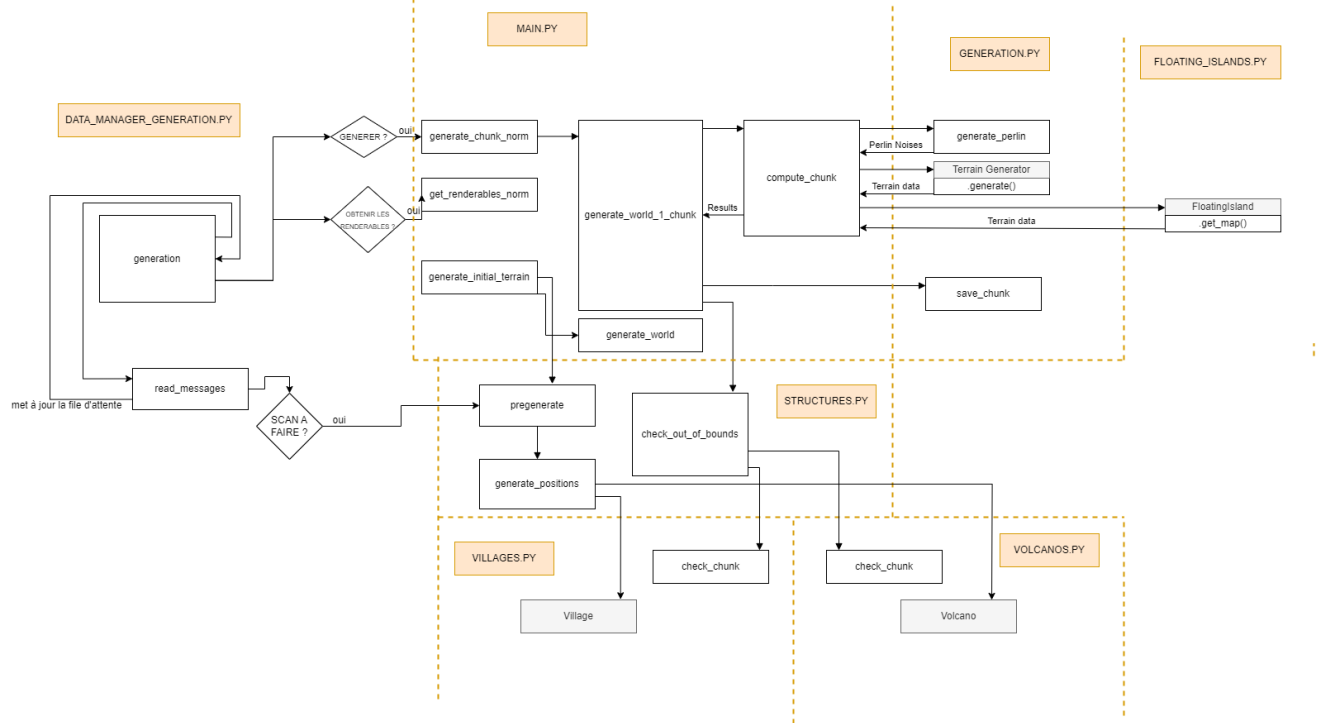 MAIN.PY
GENERATION.PY
FLOATING_ISLANDS.PY
DATA_MANAGER_GENERATION.PY
GENERER ?
oui
generate_chunk_norm
generate_perlin
Perlin Noises
Terrain Generator
.generate()
Terrain data
compute_chunk
get_renderables_norm
OBTENIR LES
RENDERABLES ?
oui
generate_world_1_chunk
Results
FloatingIsland
.get_map()
Terrain data
generation
generate_initial_terrain
save_chunk
generate_world
read_messages
met à jour la file d'attente
SCAN A
FAIRE ?
oui
pregenerate
STRUCTURES.PY
check_out_of_bounds
generate_positions
VILLAGES.PY
check_chunk
check_chunk
VOLCANOS.PY
Village
Volcano